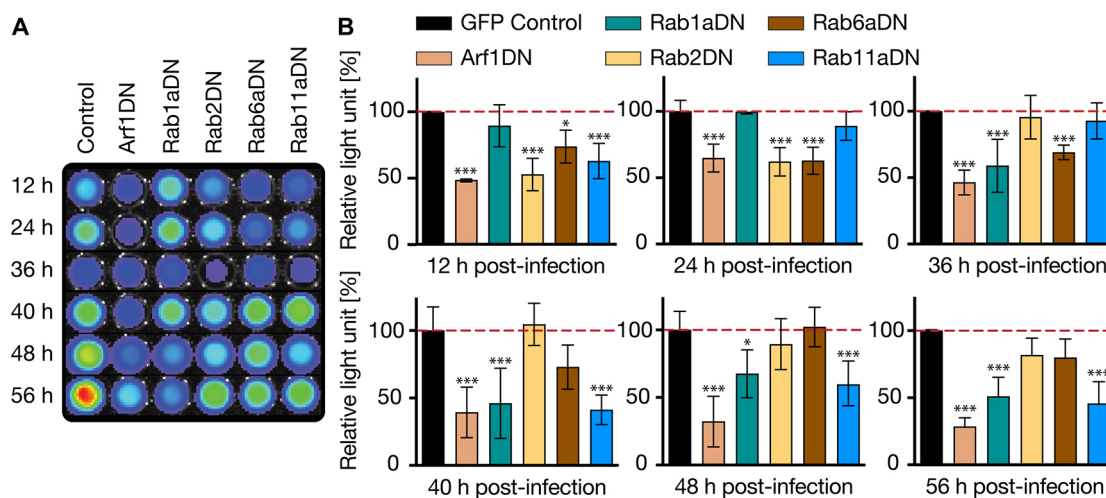 A
Control
Arf1DN
Rab1aDN
Rab2DN
Rab6aDN
Rab11aDN
12 h
24 h
36 h
40 h
48 h
56 h
B
GFP Control
Rab1aDN
Rab6aDN
Arf1DN
Rab2DN
Rab11aDN
Relative light unit [%]
100
50
0
***
***
*
***
12 h post-infection
100
50
0
***
***
***
24 h post-infection
100
50
0
***
***
***
36 h post-infection
Relative light unit [%]
100
50
0
***
***
***
40 h post-infection
100
50
0
***
*
***
48 h post-infection
100
50
0
***
***
***
56 h post-infection